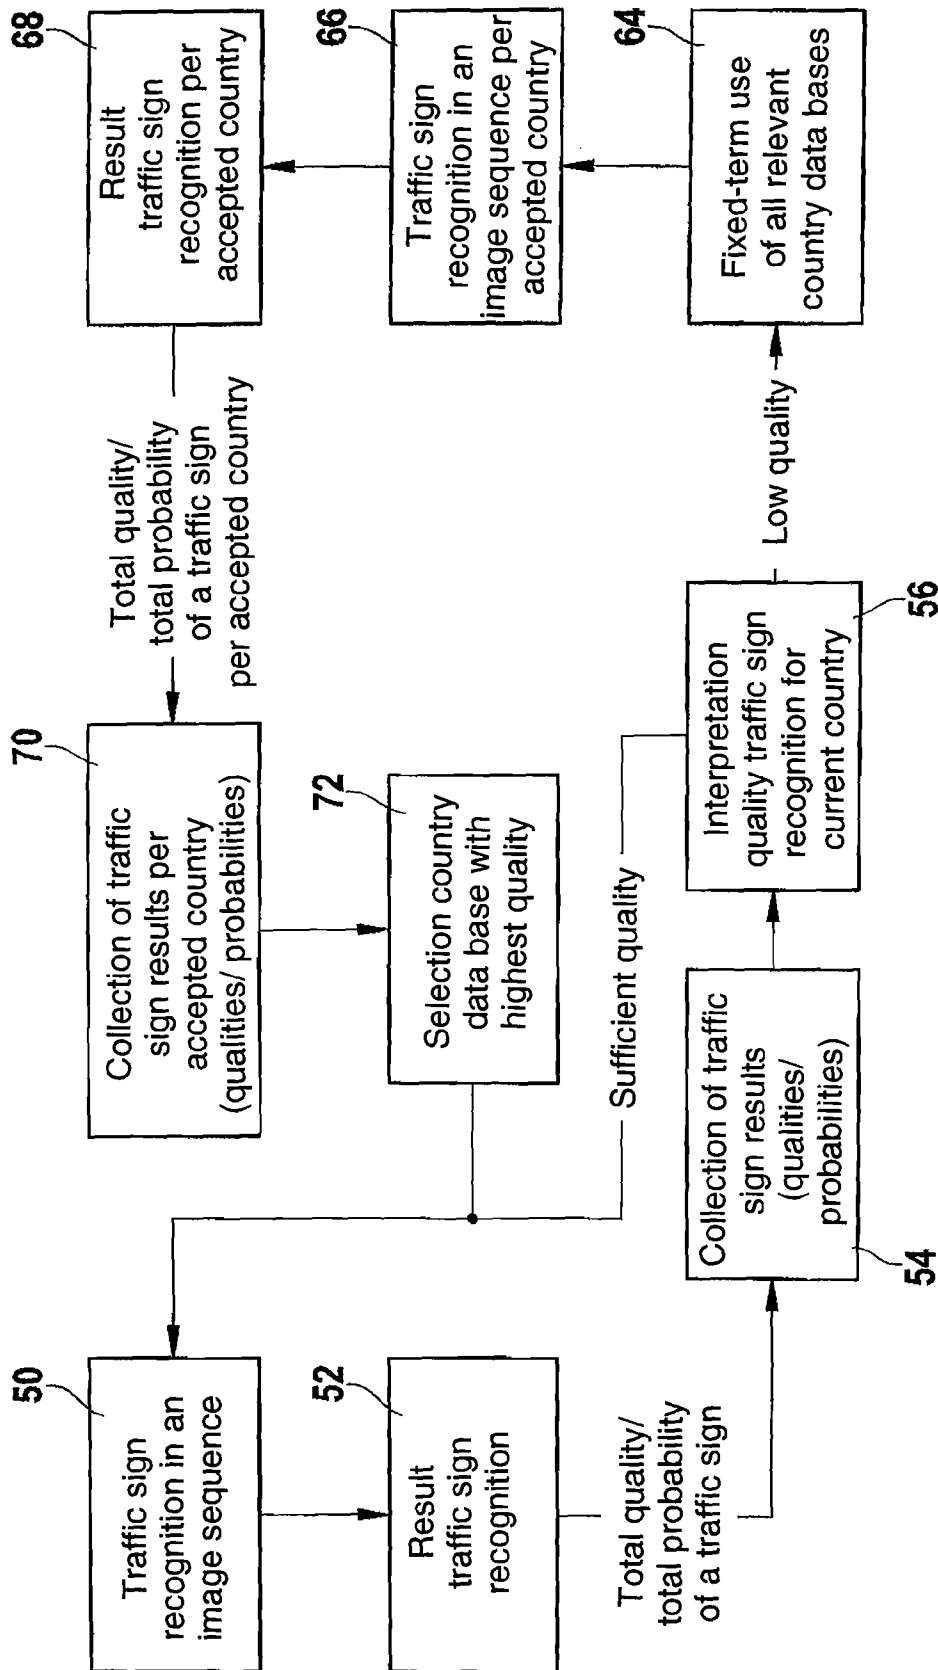 50
Traffic sign
recognition in an
image sequence
52
Result
traffic sign
recognition
Total quality/
total probability
of a traffic sign
54
Collection of traffic
sign results
(qualities/
probabilities)
56
Interpretation
quality traffic sign
recognition for
current country
Sufficient quality
Low quality
64
Fixed-term use
of all relevant
country data bases
66
Traffic sign
recognition in an
image sequence per
accepted country
68
Result
traffic sign
recognition per
accepted country
Total quality/
total probability
of a traffic sign
per accepted country
70
Collection of traffic
sign results per
accepted country
(qualities/ probabilities)
72
Selection country
data base with
highest quality